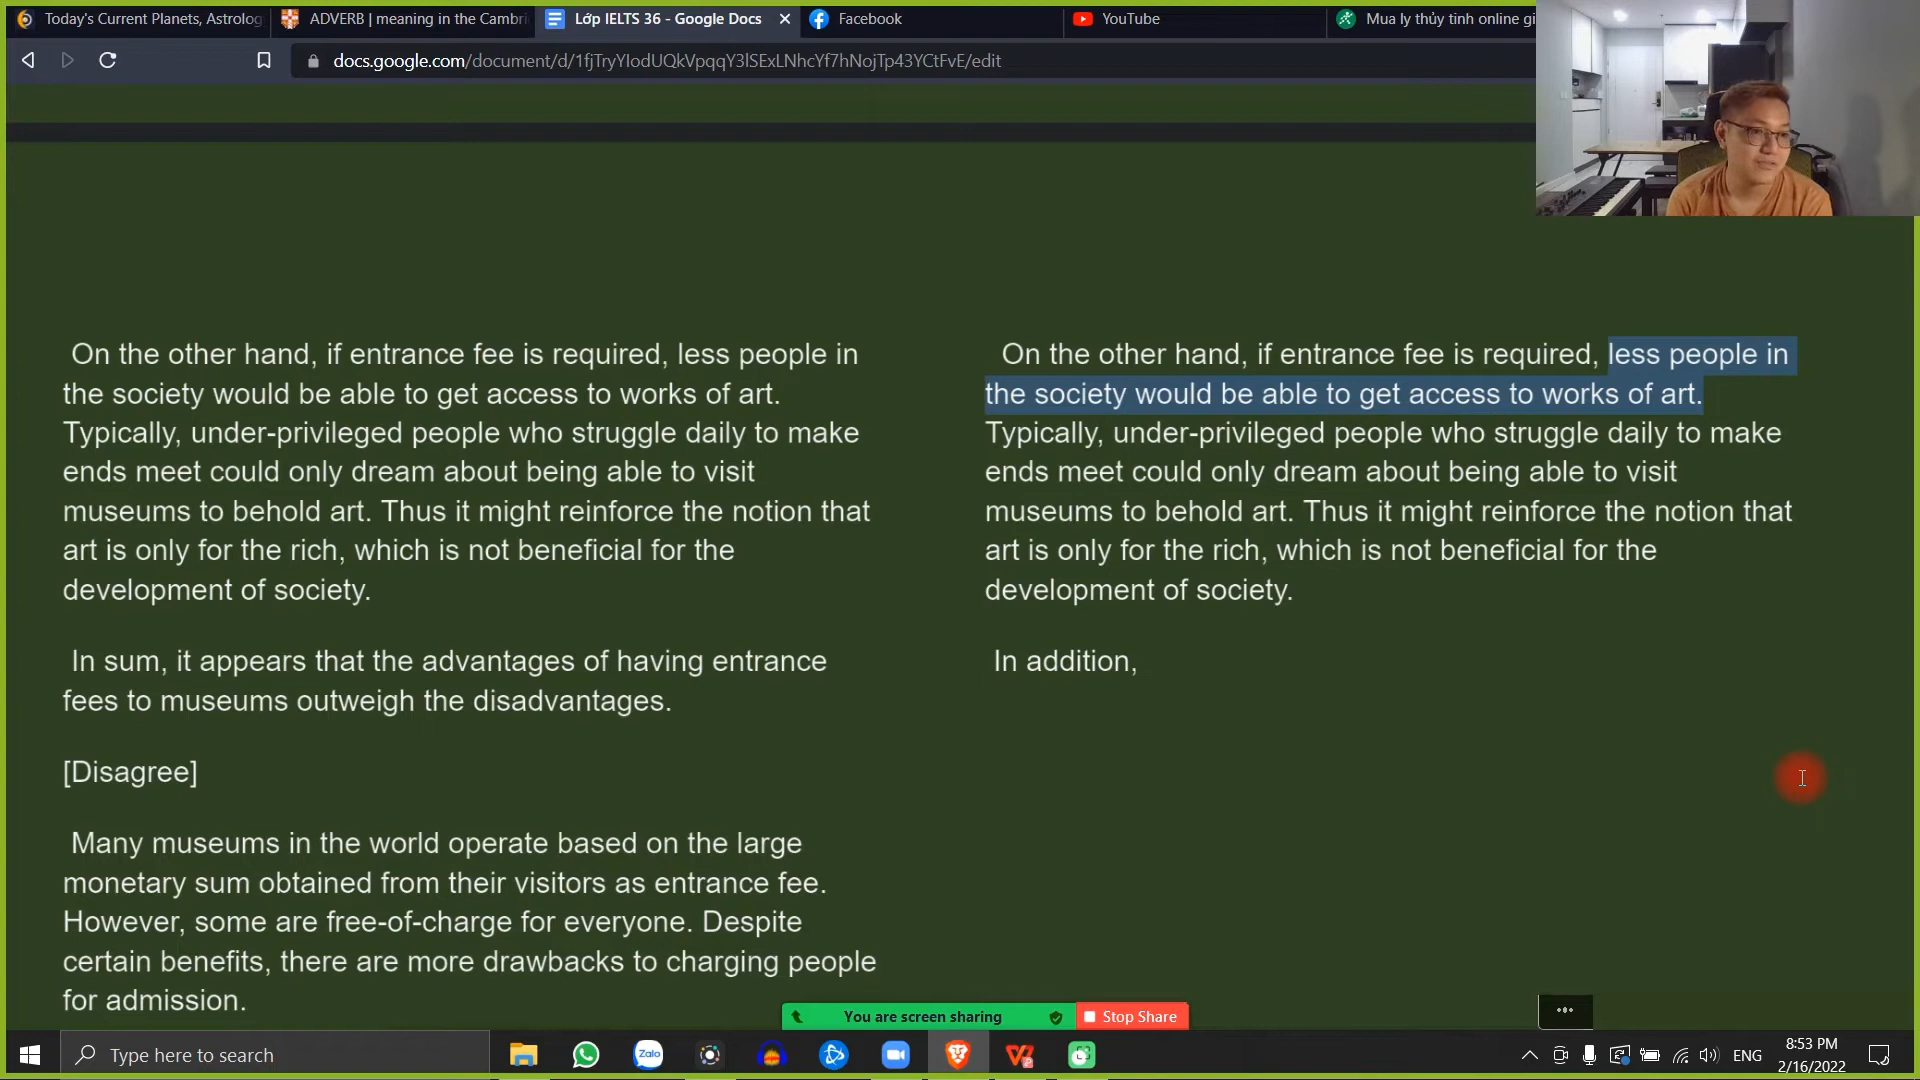 Today's Current Planets, Astrolog
ADVERB | meaning in the Cambri
Lớp IELTS 36 - Google Docs
Facebook
YouTube
Mua ly thủy tinh online gi
docs.google.com/document/d/1fjTryYIodUQkVpqqY3lSExLNhcYf7hNojTp43YCtFvE/edit
On the other hand, if entrance fee is required, less people in
the society would be able to get access to works of art.
Typically, under-privileged people who struggle daily to make
ends meet could only dream about being able to visit
museums to behold art. Thus it might reinforce the notion that
art is only for the rich, which is not beneficial for the
development of society.
In sum, it appears that the advantages of having entrance
fees to museums outweigh the disadvantages.
[Disagree]
Many museums in the world operate based on the large
monetary sum obtained from their visitors as entrance fee.
However, some are free-of-charge for everyone. Despite
certain benefits, there are more drawbacks to charging people
for admission.
On the other hand, if entrance fee is required, less people in
the society would be able to get access to works of art.
Typically, under-privileged people who struggle daily to make
ends meet could only dream about being able to visit
museums to behold art. Thus it might reinforce the notion that
art is only for the rich, which is not beneficial for the
development of society.
In addition,
You are screen sharing
Stop Share
Type here to search
Zalo
ENG
8:53 PM
2/16/2022